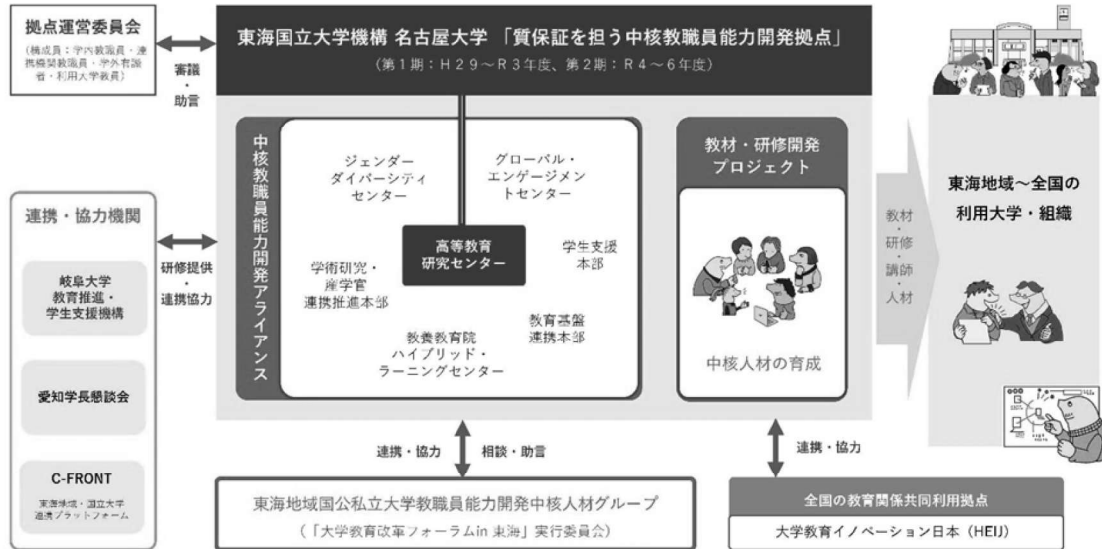 拠点運営委員会
(構成員：学内教職員・連
携機関教職員・学外有識
者・利用大学教員)
審議
・
助言
東海国立大学機構 名古屋大学 「質保証を担う中核教職員能力開発拠点」
(第1期：H29～R3年度、第2期：R4～6年度)
中核教職員能力開発アライアンス
ジェンダー
ダイバーシティ
センター
グローバル・
エンゲージメ
ントセンター
高等教育
研究センター
学生支援
本部
学術研究・
産学官
連携推進本部
教育基盤
連携本部
教養教育院
ハイブリッド・
ラーニングセンター
教材・研修開発
プロジェクト
中核人材の育成
教材・研修・講師・人材
東海地域～全国の
利用大学・組織
連携・協力機関
岐阜大学
教育推進・
学生支援機構
愛知学長懇談会
C-FRONT
東海地域・国立大学
連携プラットフォーム
研修提供
・
連携協力
連携・協力
相談・助言
連携・協力
東海地域国公私立大学教職員能力開発中核人材グループ
(「大学教育改革フォーラムin 東海」実行委員会)
全国の教育関係共同利用拠点
大学教育イノベーション日本（HEIJ）